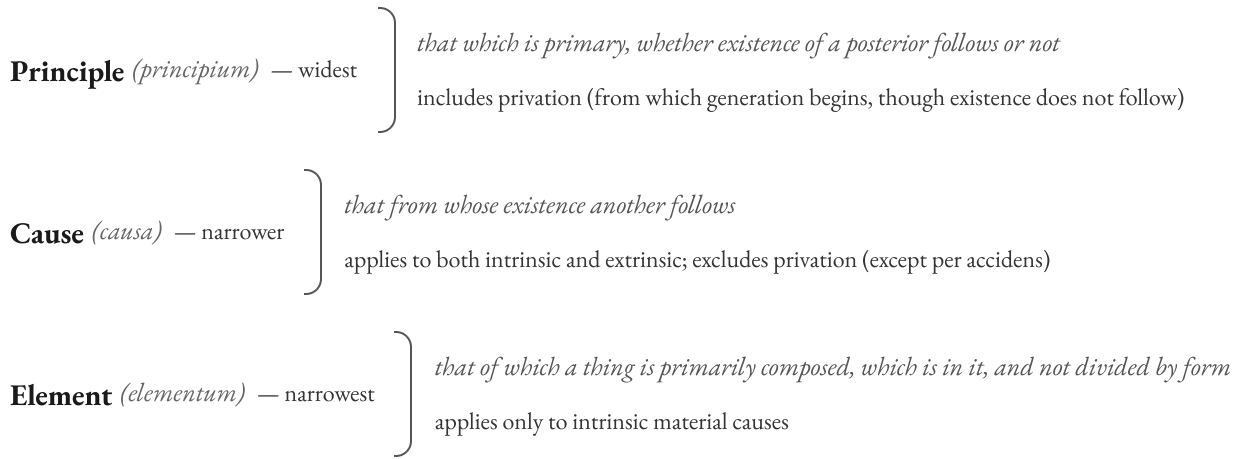 that which is primary, whether existence of a posterior follows or not
Principle (principium) — widest
includes privation (from which generation begins, though existence does not follow)
that from whose existence another follows
Cause (causa) — narrower
applies to both intrinsic and extrinsic; excludes privation (except per accidens)
that of which a thing is primarily composed, which is in it, and not divided by form
Element (elementum) — narrowest
applies only to intrinsic material causes